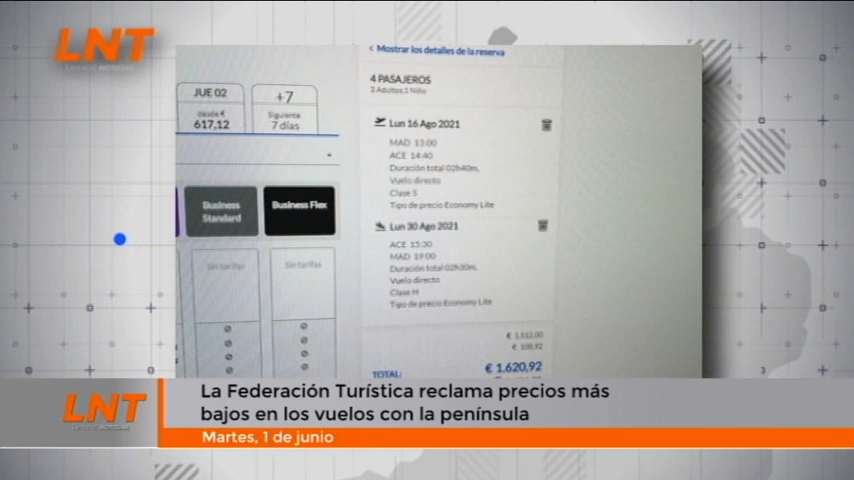 LNT
JUE 02
desde €
617,12
+7
Siguiente
7 días
Business
Standard
Business Flex
Sin tarifas
Sin tarifas
‹ Mostrar los detalles de la reserva
4 PASAJEROS
3 Adultos,1 Niño
Lun 16 Ago 2021
MAD 13:00
ACE 14:40
Duración total 02h40m,
Vuelo directo
Clase S
Tipo de precio Economy Lite
Lun 30 Ago 2021
ACE 15:30
MAD 19:00
Duración total 02h30m,
Vuelo directo
Clase H
Tipo de precio Economy Lite
€ 1.512,00
€ 108,92
TOTAL:
€ 1.620,92
LNT
La Federación Turística reclama precios más
bajos en los vuelos con la península
Martes, 1 de junio